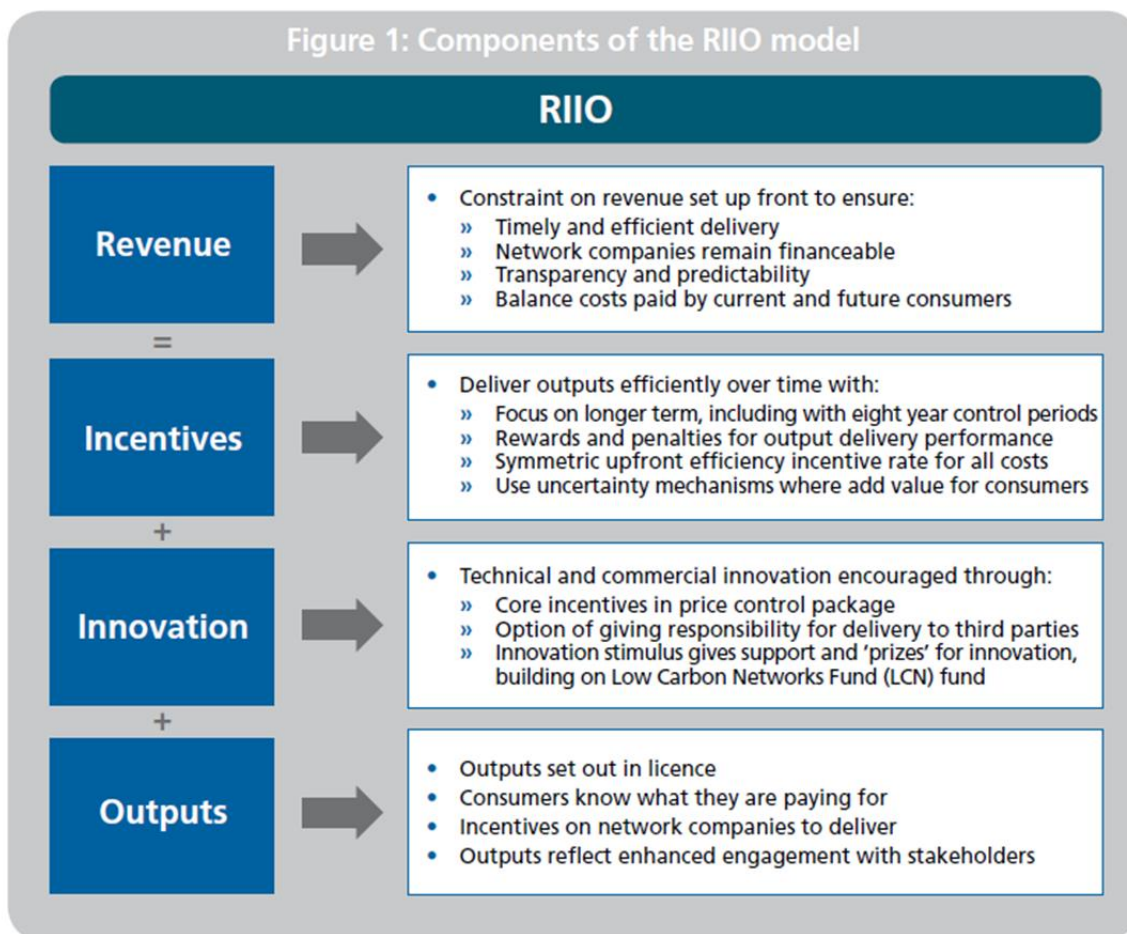 Figure 1: Components of the RIIO model
RIIO
Revenue
• Constraint on revenue set up front to ensure:
» Timely and efficient delivery
» Network companies remain financeable
» Transparency and predictability
» Balance costs paid by current and future consumers
=
Incentives
• Deliver outputs efficiently over time with:
» Focus on longer term, including with eight year control periods
» Rewards and penalties for output delivery performance
» Symmetric upfront efficiency incentive rate for all costs
» Use uncertainty mechanisms where add value for consumers
+
Innovation
• Technical and commercial innovation encouraged through:
» Core incentives in price control package
» Option of giving responsibility for delivery to third parties
» Innovation stimulus gives support and ‘prizes’ for innovation,
building on Low Carbon Networks Fund (LCN) fund
+
Outputs
• Outputs set out in licence
• Consumers know what they are paying for
• Incentives on network companies to deliver
• Outputs reflect enhanced engagement with stakeholders